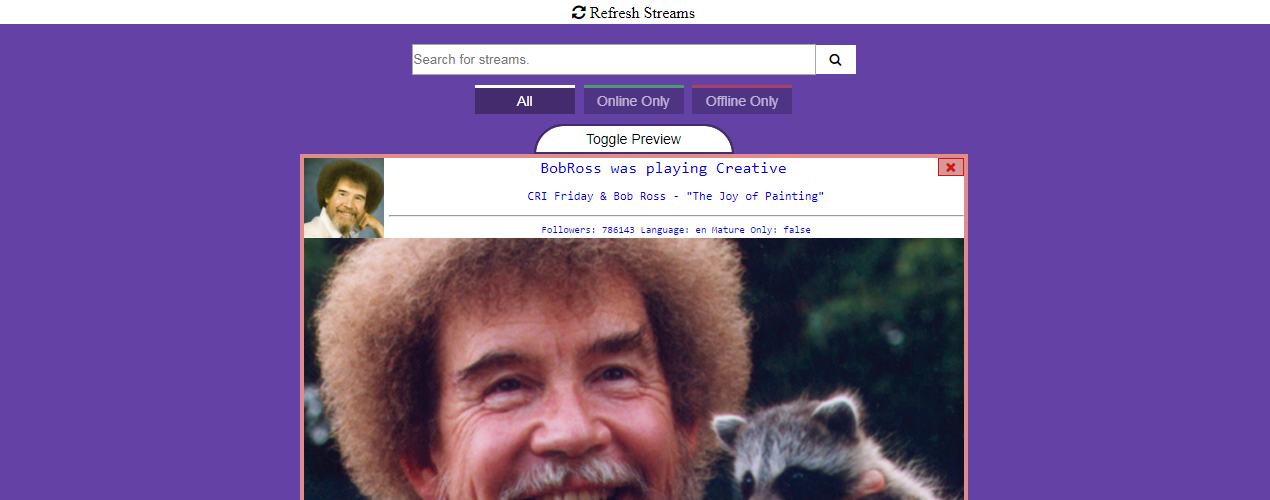 Refresh Streams
Search for streams.
All Online Only Offline Only
Toggle Preview
BobRoss was playing Creative
CRI Friday & Bob Ross - "The Joy of Painting"
Followers: 786143 Language: en Mature Only: false